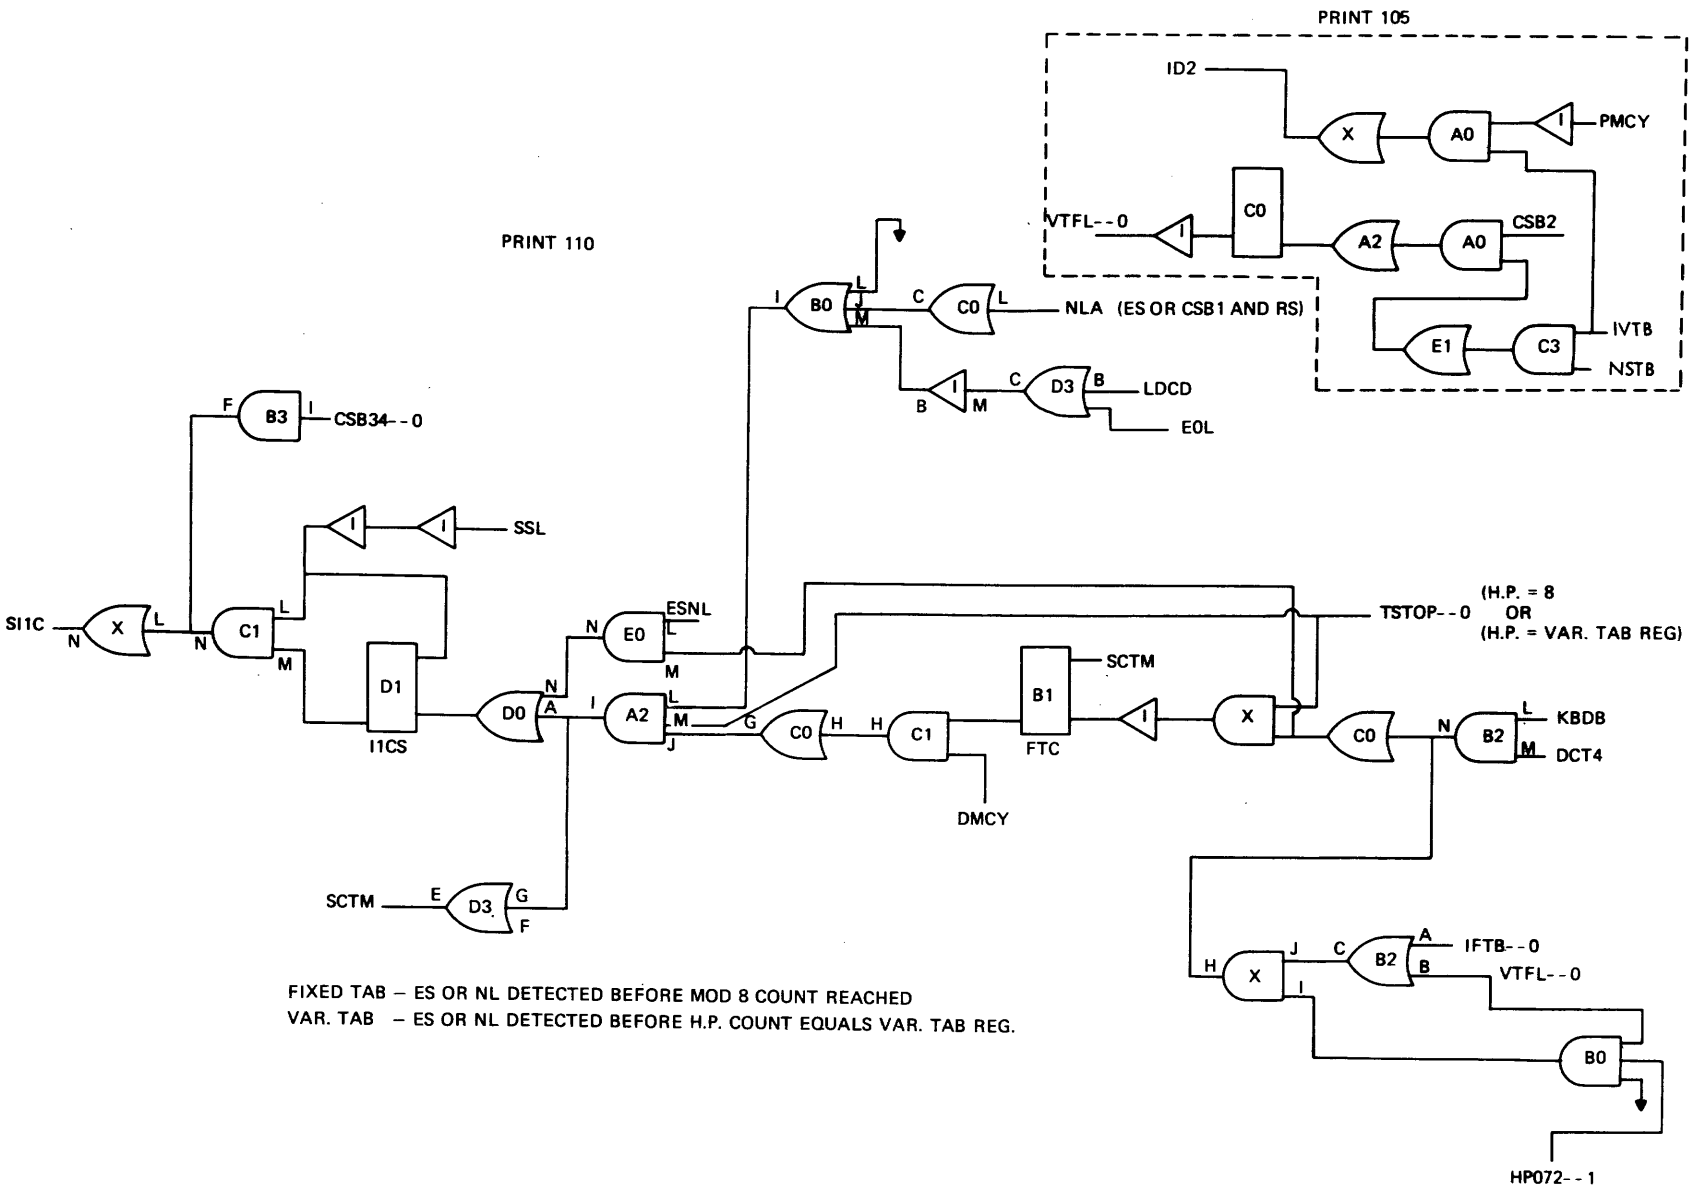 PRINT 105
ID2
X
A0
I
PMCY
C0
VTFL--0
I
A2
A0
CSB2
E1
C3
IVTB
NSTB
PRINT 110
I
B0
L
J
M
C
C0
L
NLA (ES OR CSB1 AND RS)
B
I
M
C
D3
B
LDCD
EOL
F
B3
I
CSB34--0
I
I
SSL
SI1C
N
X
L
N
C1
L
M
D1
I1CS
D0
N
A
N
E0
ESNL
L
M
I
A2
L
M
J
G
C0
H
H
C1
DMCY
B1
FTC
SCTM
I
X
C0
N
B2
L
KBDB
M
DCT4
TSTOP--0
(H.P. = 8
OR
(H.P. = VAR. TAB REG)
SCTM
E
D3
G
F
H
X
J
I
C
B2
A
IFTB--0
B
VTFL--0
B0
HP072--1
FIXED TAB – ES OR NL DETECTED BEFORE MOD 8 COUNT REACHED
VAR. TAB – ES OR NL DETECTED BEFORE H.P. COUNT EQUALS VAR. TAB REG.